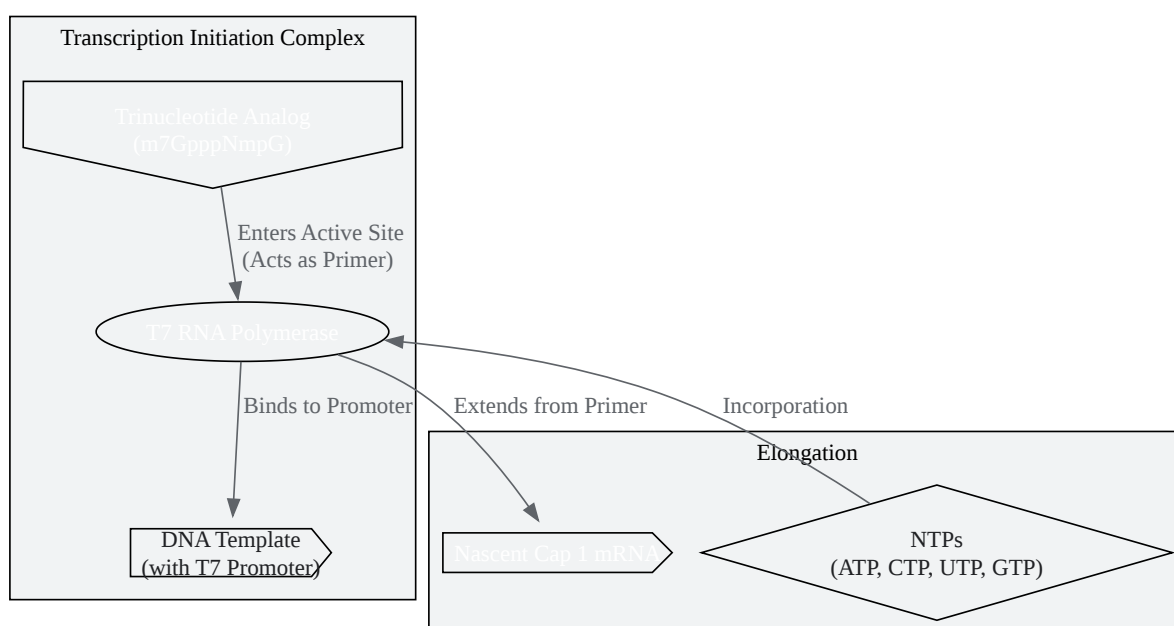 Transcription Initiation Complex
Trinucleotide Analog
(m7GpppNmpG)
Enters Active Site
(Acts as Primer)
T7 RNA Polymerase
Binds to Promoter
Extends from Primer
Incorporation
Elongation
DNA Template
(with T7 Promoter)
Nascent Cap 1 mRNA
NTPs
(ATP, CTP, UTP, GTP)